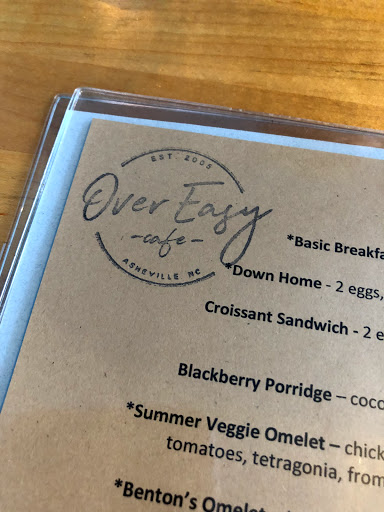 EST 2005
Over Easy
-cafe-
ASHEVILLE NC
*Basic Breakfa
*Down Home - 2 eggs,
Croissant Sandwich - 2 e
Blackberry Porridge – coco
*Summer Veggie Omelet – chick
tomatoes, tetragonia, from
*Benton's Omelet